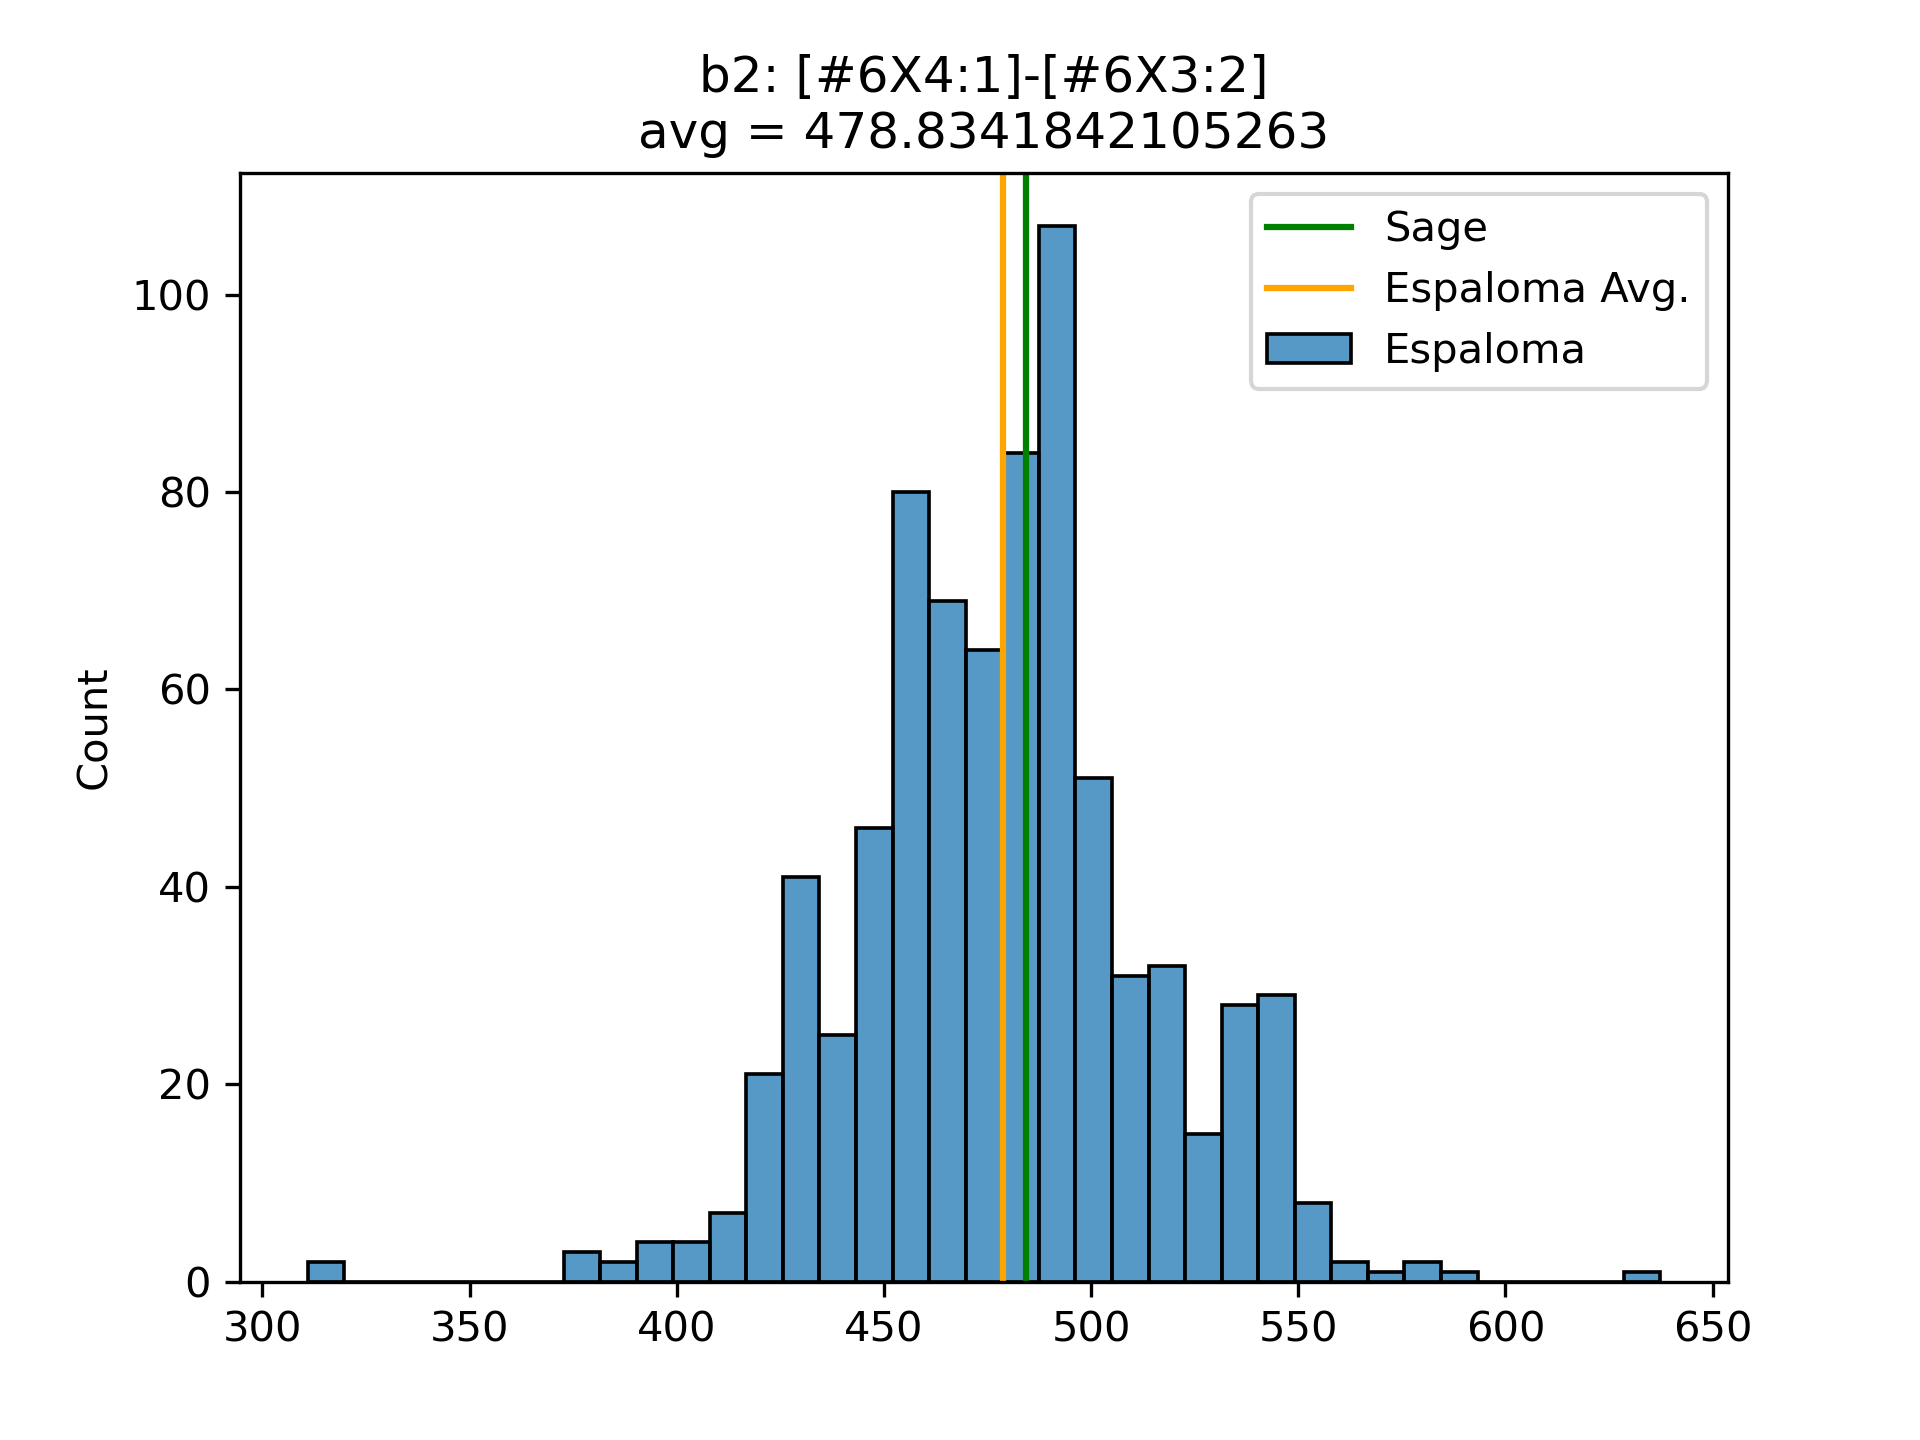 b2: [#6X4:1]-[#6X3:2]
avg = 478.8341842105263
Sage
Espaloma Avg.
Espaloma
100
80
60
40
20
0
Count
300 350 400 450 500 550 600 650